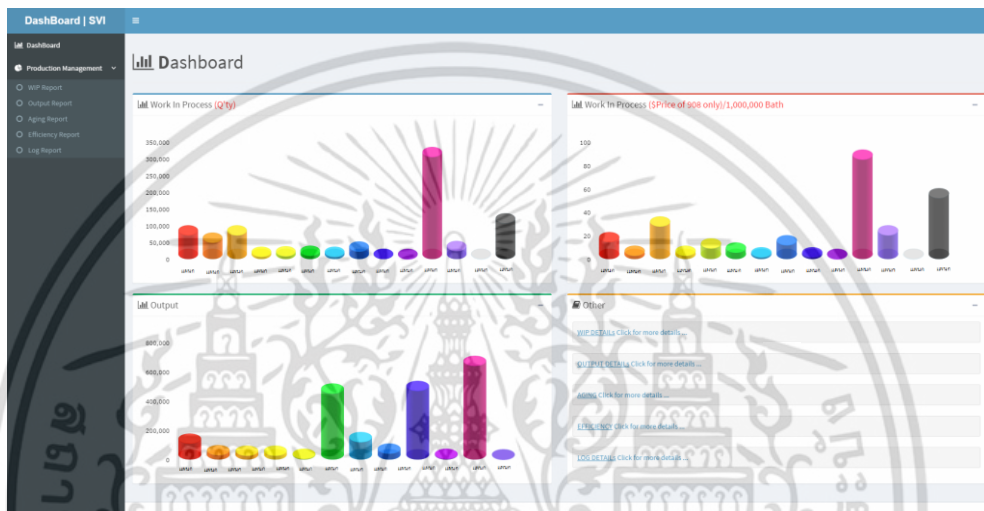 DashBoard | SVI
DashBoard
Production Management
WIP Report
Output Report
Aging Report
Efficiency Report
Log Report
Dashboard
Work In Process (Q'ty)
350,000
300,000
250,000
200,000
150,000
100,000
50,000
0
Work In Process ($Price of only)/1,000,000 Bath
100
80
60
40
20
0
Output
800,000
600,000
400,000
200,000
0
Other
WIP DETAILs Click for more details ...
OUTPUT DETAILs Click for more details ...
AGING Click for more details ...
EFFICIENCY Click for more details ...
LOG DETAILs Click for more details ...